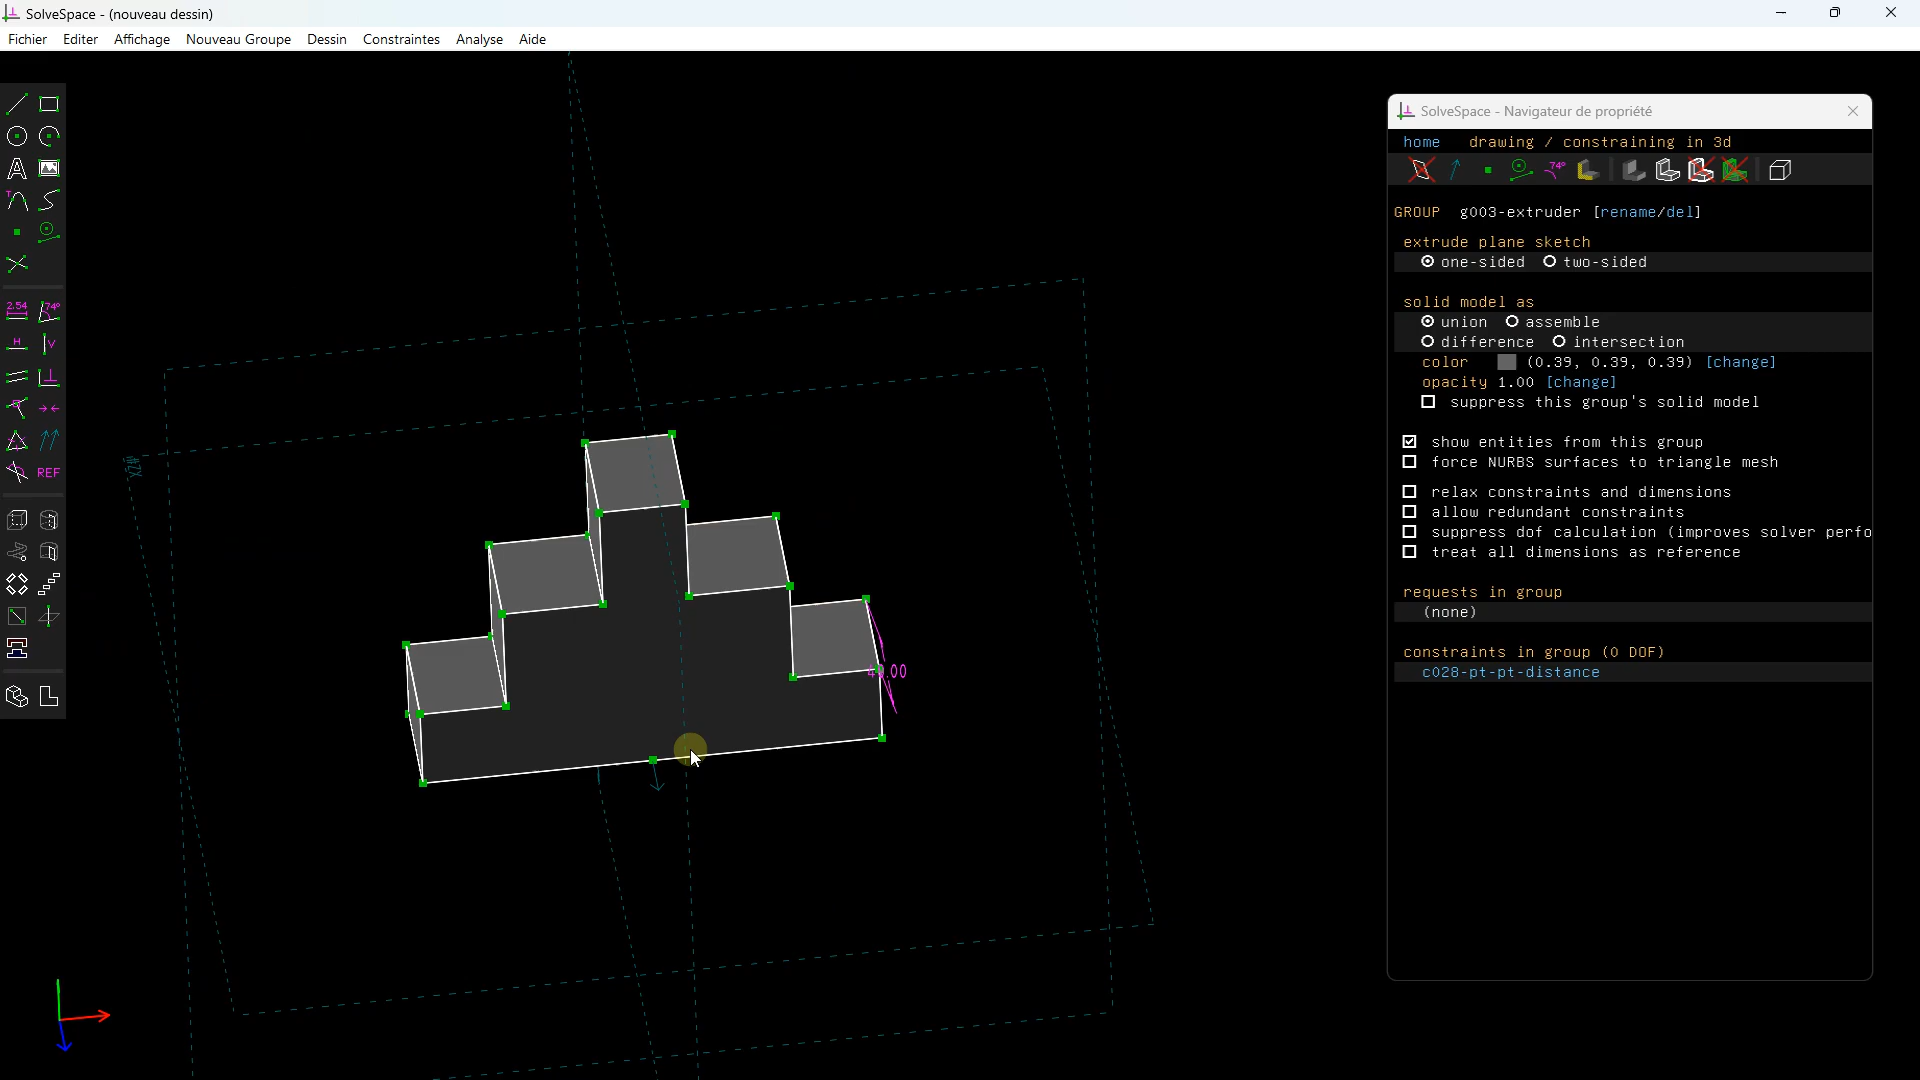 SolveSpace - (nouveau dessin)
Fichier Editer Affichage Nouveau Groupe Dessin Constraintes Analyse Aide
SolveSpace - Navigateur de propriété
home drawing / constraining in 3d
74°
GROUP g003-extruder [rename/del]
extrude plane sketch
one-sided two-sided
solid model as
union assemble
difference intersection
color (0.39, 0.39, 0.39) [change]
opacity 1.00 [change]
suppress this group's solid model
show entities from this group
force NURBS surfaces to triangle mesh
relax constraints and dimensions
allow redundant constraints
suppress dof calculation (improves solver perfo
treat all dimensions as reference
requests in group
(none)
constraints in group (0 DOF)
c028-pt-pt-distance
2.54 74°
H V
REF
#ZX